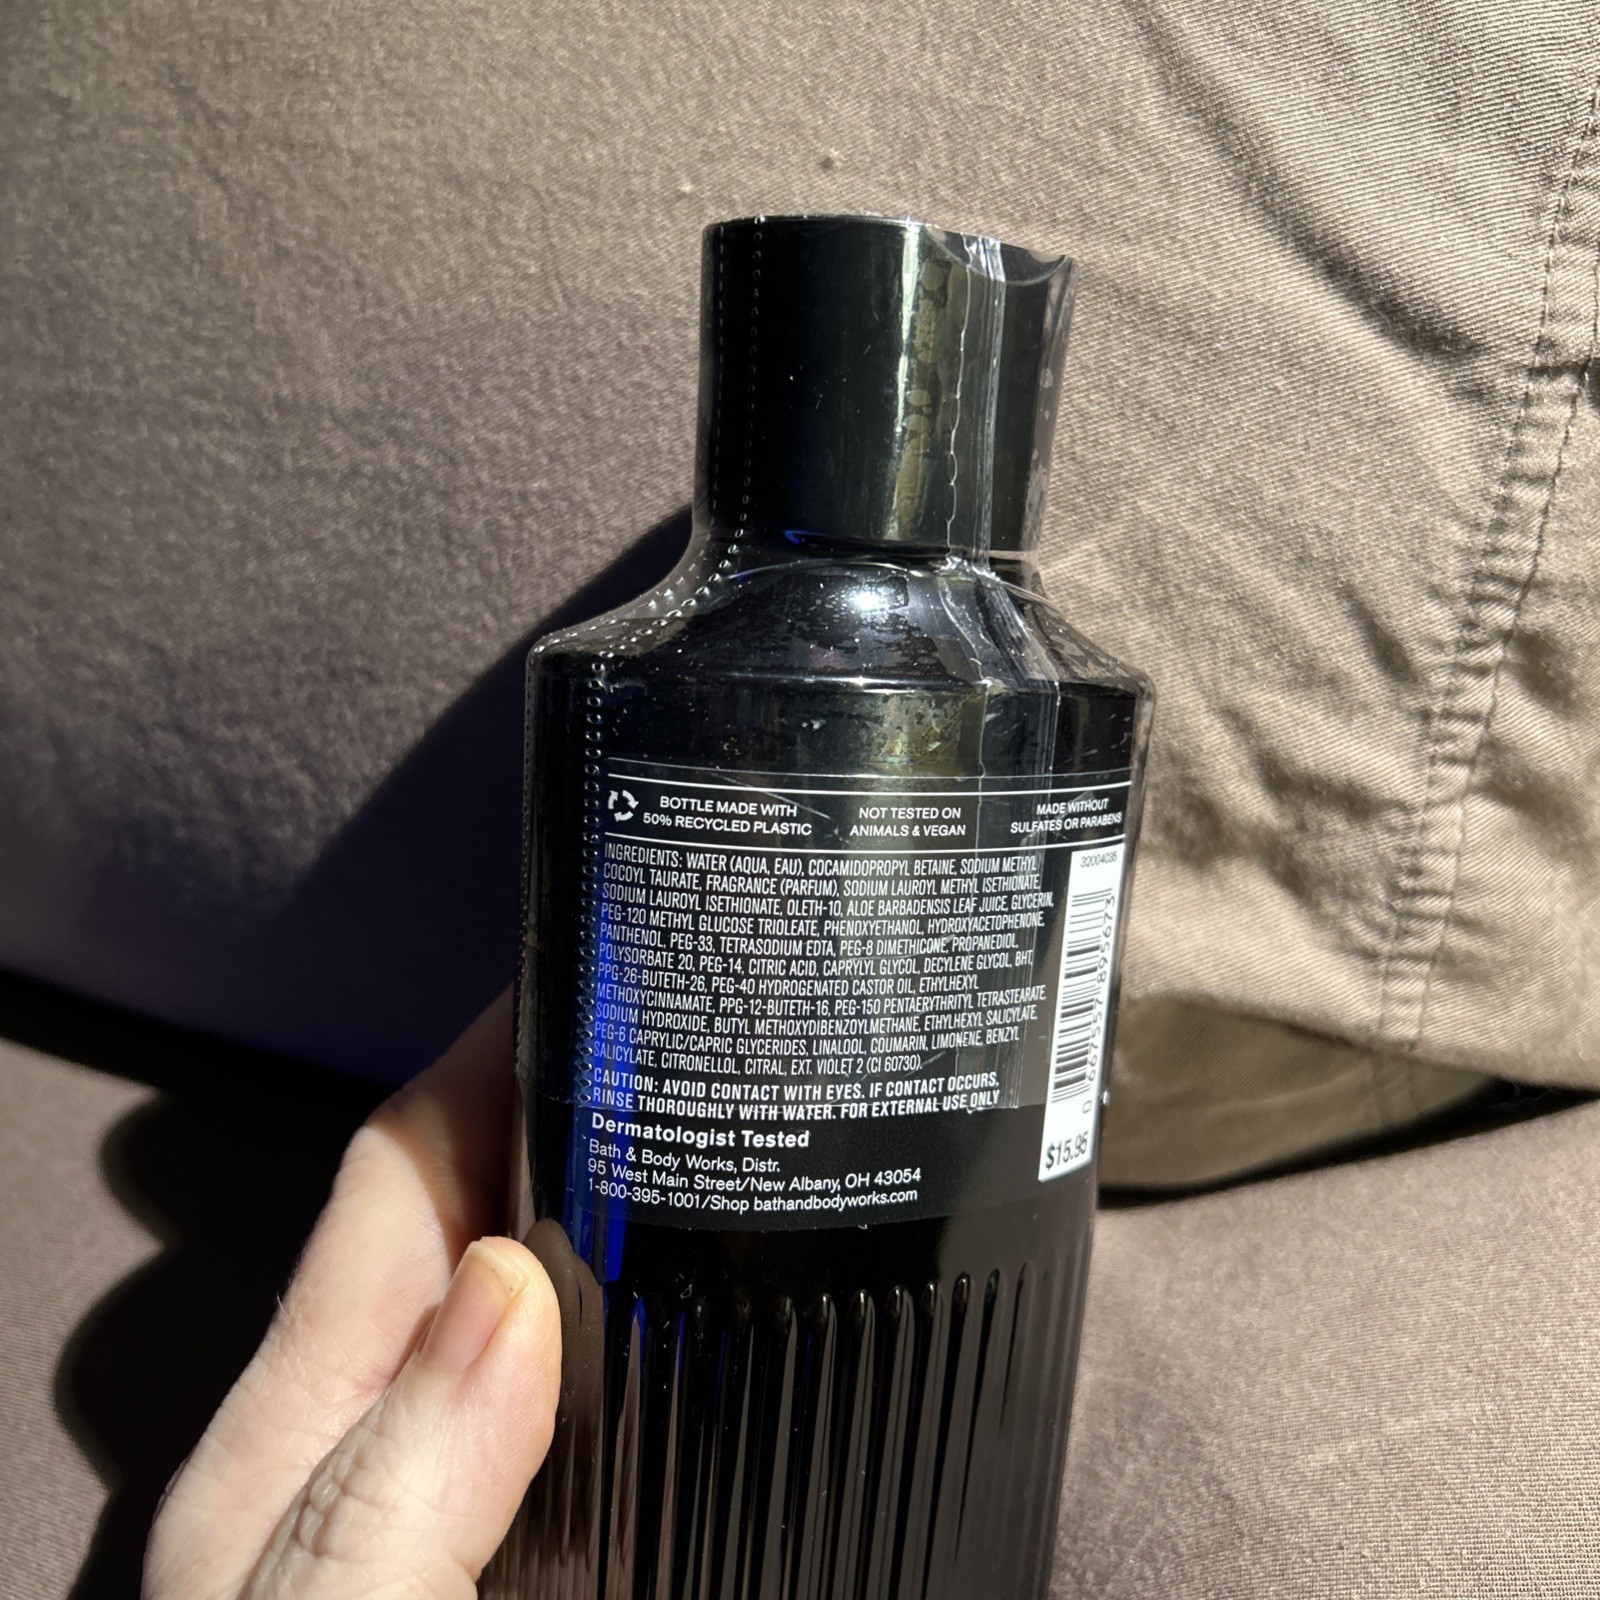 BOTTLE MADE WITH
50% RECYCLED PLASTIC
NOT TESTED ON
ANIMALS & VEGAN
MADE WITHOUT
SULFATES OR PARABENS
INGREDIENTS: WATER (AQUA, EAU), COCAMIDOPROPYL BETAINE, SODIUM METHYL
COCOYL TAURATE, FRAGRANCE (PARFUM), SODIUM LAUROYL METHYL ISETHIONATE,
SODIUM LAUROYL ISETHIONATE, OLETH-10, ALOE BARBADENSIS LEAF JUICE, GLYCERIN,
PEG-120 METHYL GLUCOSE TRIOLEATE, PHENOXYETHANOL, HYDROXYACETOPHENONE,
PANTHENOL, PEG-33, TETRASODIUM EDTA, PEG-8 DIMETHICONE, PROPANEDIOL,
POLYSORBATE 20, PEG-14, CITRIC ACID, CAPRYLYL GLYCOL, DECYLENE GLYCOL, BHT,
PPG-26-BUTETH-26, PEG-40 HYDROGENATED CASTOR OIL, ETHYLHEXYL
METHOXYCINNAMATE, PPG-12-BUTETH-16, PEG-150 PENTAERYTHRITYL TETRASTEARATE,
SODIUM HYDROXIDE, BUTYL METHOXYDIBENZOYLMETHANE, ETHYLHEXYL SALICYLATE,
PEG-6 CAPRYLIC/CAPRIC GLYCERIDES, LINALOOL, COUMARIN, LIMONENE, BENZYL
SALICYLATE, CITRONELLOL, CITRAL, EXT. VIOLET 2 (CI 60730).
CAUTION: AVOID CONTACT WITH EYES. IF CONTACT OCCURS,
RINSE THOROUGHLY WITH WATER. FOR EXTERNAL USE ONLY
Dermatologist Tested
Bath & Body Works, Distr.
95 West Main Street/New Albany, OH 43054
1-800-395-1001/Shop bathandbodyworks.com
32004035
0 667557 895673
$15.95